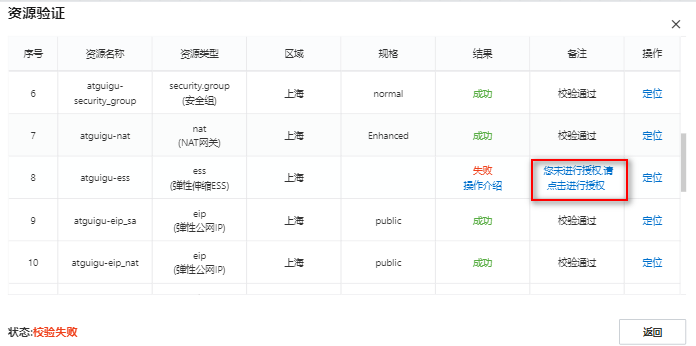 资源验证
序号 资源名称 资源类型 区域 规格 结果 备注 操作
6 atguigu-security_group security.group (安全组) 上海 normal 成功 校验通过 定位
7 atguigu-nat nat (NAT网关) 上海 Enhanced 成功 校验通过 定位
8 atguigu-ess ess (弹性伸缩ESS) 上海 失败 操作介绍 您未进行授权,请点击进行授权 定位
9 atguigu-eip_sa eip (弹性公网IP) 上海 public 成功 校验通过 定位
10 atguigu-eip_nat eip (弹性公网IP) 上海 public 成功 校验通过 定位
状态:校验失败
返回